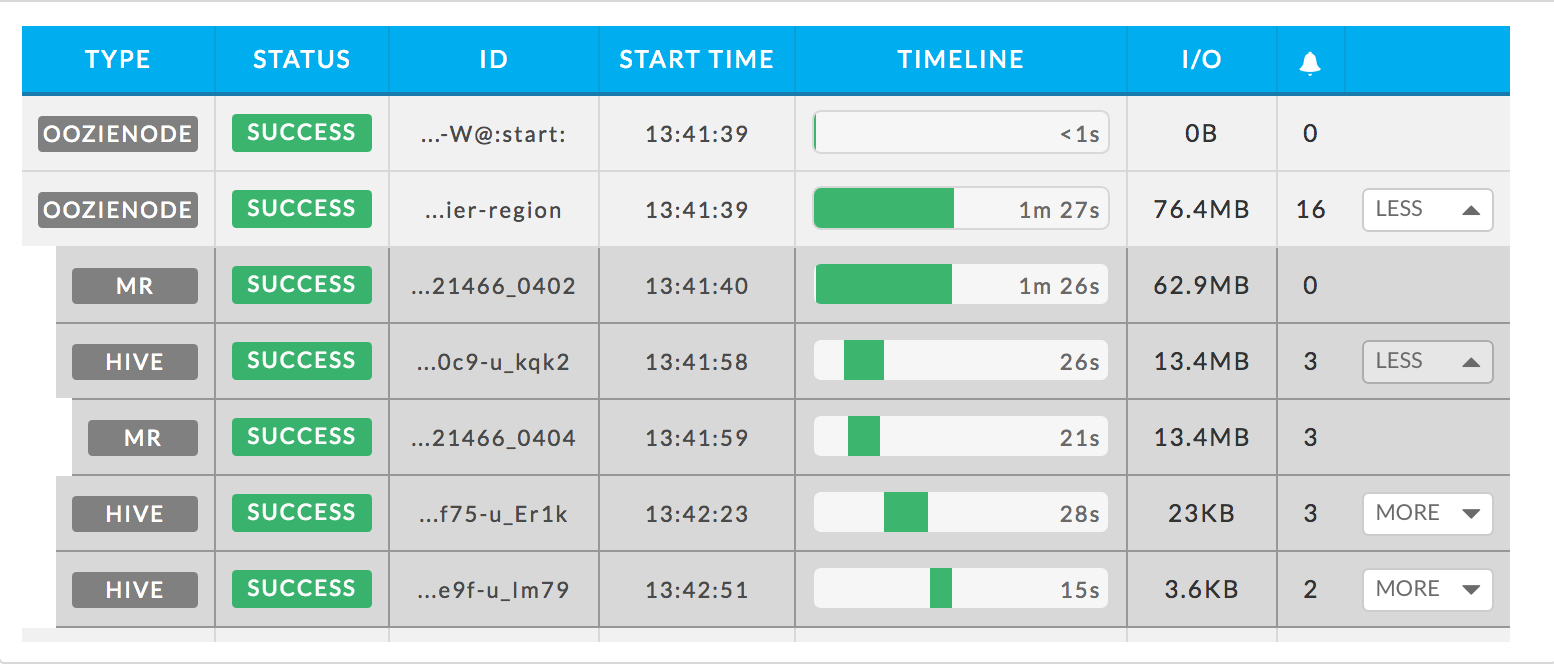 TYPE STATUS ID START TIME TIMELINE I/O
OOZIENODE SUCCESS ...-W@:start: 13:41:39 <1s 0B 0
OOZIENODE SUCCESS ...ier-region 13:41:39 1m 27s 76.4MB 16 LESS
MR SUCCESS ...21466_0402 13:41:40 1m 26s 62.9MB 0
HIVE SUCCESS ...0c9-u_kqk2 13:41:58 26s 13.4MB 3 LESS
MR SUCCESS ...21466_0404 13:41:59 21s 13.4MB 3
HIVE SUCCESS ...f75-u_Er1k 13:42:23 28s 23KB 3 MORE
HIVE SUCCESS ...e9f-u_lm79 13:42:51 15s 3.6KB 2 MORE